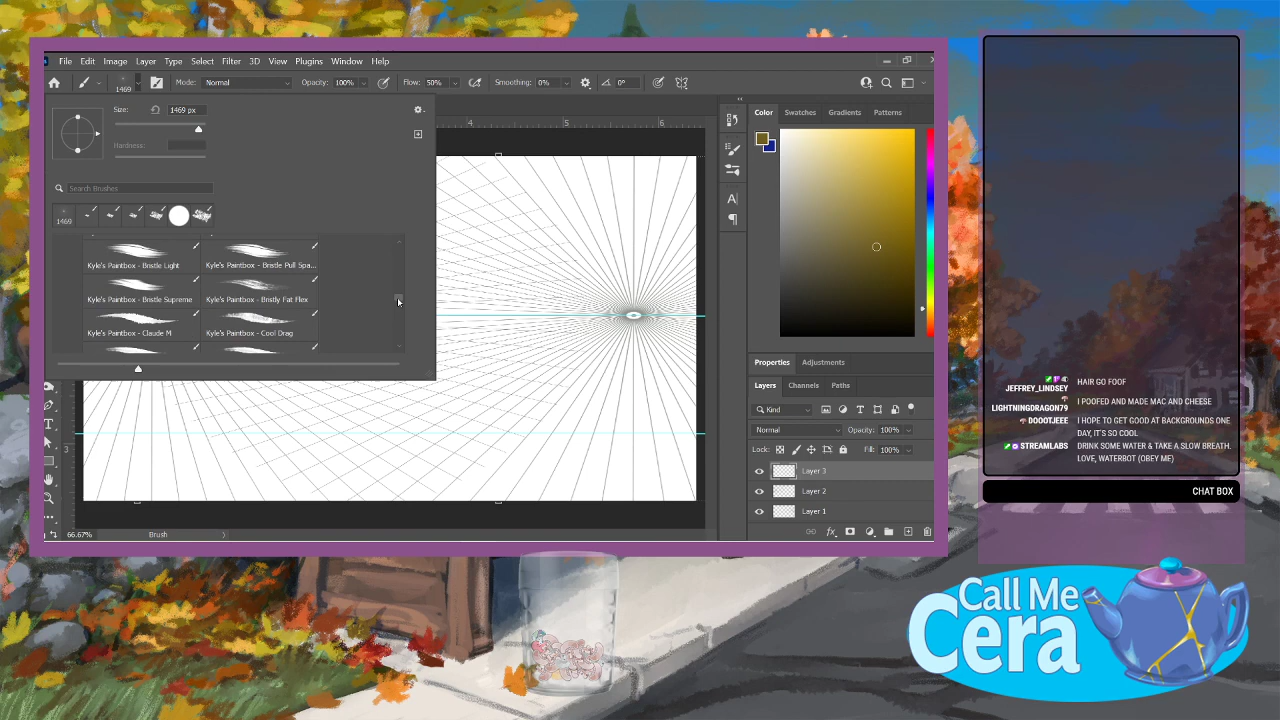 File Edit Image Layer Type Select Filter 3D View Plugins Window Help
1469 Mode: Normal Opacity: 100% Flow: 50% Smoothing: 0% 0°
Size: 1469 px
Hardness:
Search Brushes
1469
Kyle's Paintbox - Bristle Light Kyle's Paintbox - Bristle Pull Spa...
Kyle's Paintbox - Bristle Supreme Kyle's Paintbox - Bristly Fat Flex
Kyle's Paintbox - Claude M Kyle's Paintbox - Cool Drag
4 5 6
3
66.67% Brush
Color Swatches Gradients Patterns
Properties Adjustments
Layers Channels Paths
Kind
Normal Opacity: 100%
Lock: Fill: 100%
Layer 3
Layer 2
Layer 1
JEFFREY_LINDSEY HAIR GO FOOF
LIGHTNINGDRAGON79 I POOFED AND MADE MAC AND CHEESE
DOOOTJEEE I HOPE TO GET GOOD AT BACKGROUNDS ONE
DAY, IT'S SO COOL
STREAMLABS DRINK SOME WATER & TAKE A SLOW BREATH.
LOVE, WATERBOT (OBEY ME)
CHAT BOX
Call Me
Cera